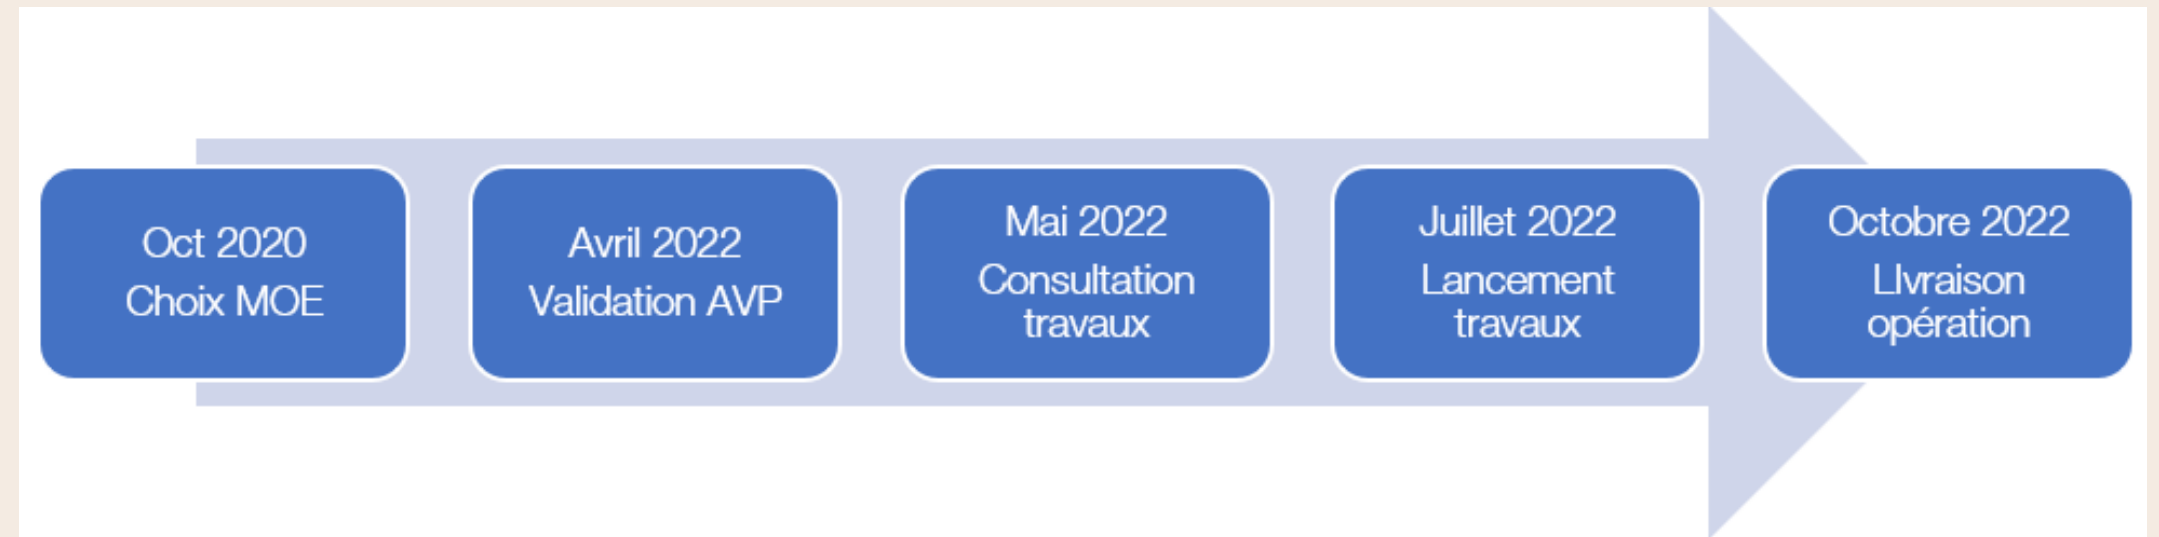 Oct 2020
Choix MOE
Avril 2022
Validation AVP
Mai 2022
Consultation
travaux
Juillet 2022
Lancement
travaux
Octobre 2022
LIvraison
opération